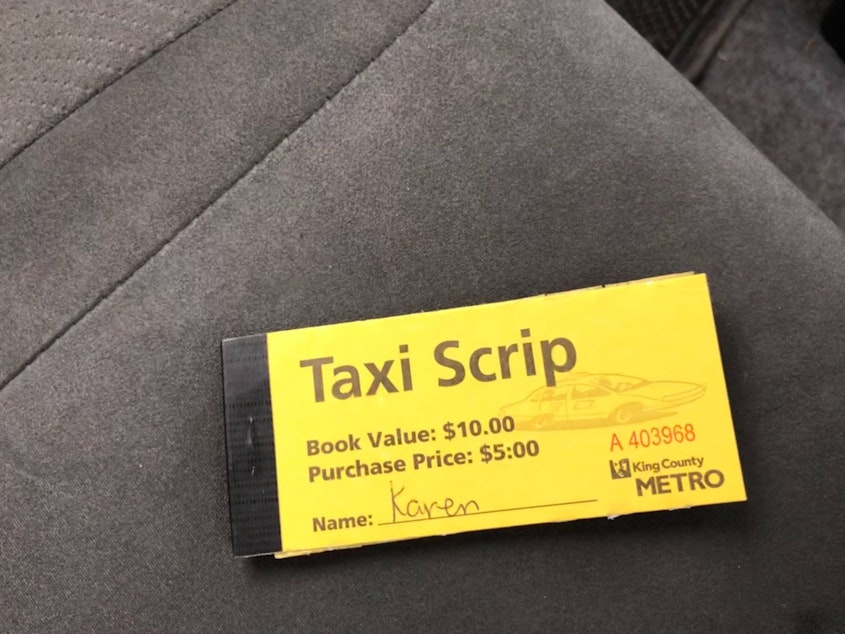 Taxi Scrip
Book Value: $10.00
Purchase Price: $5:00
A 403968
King County
METRO
Name: Karen